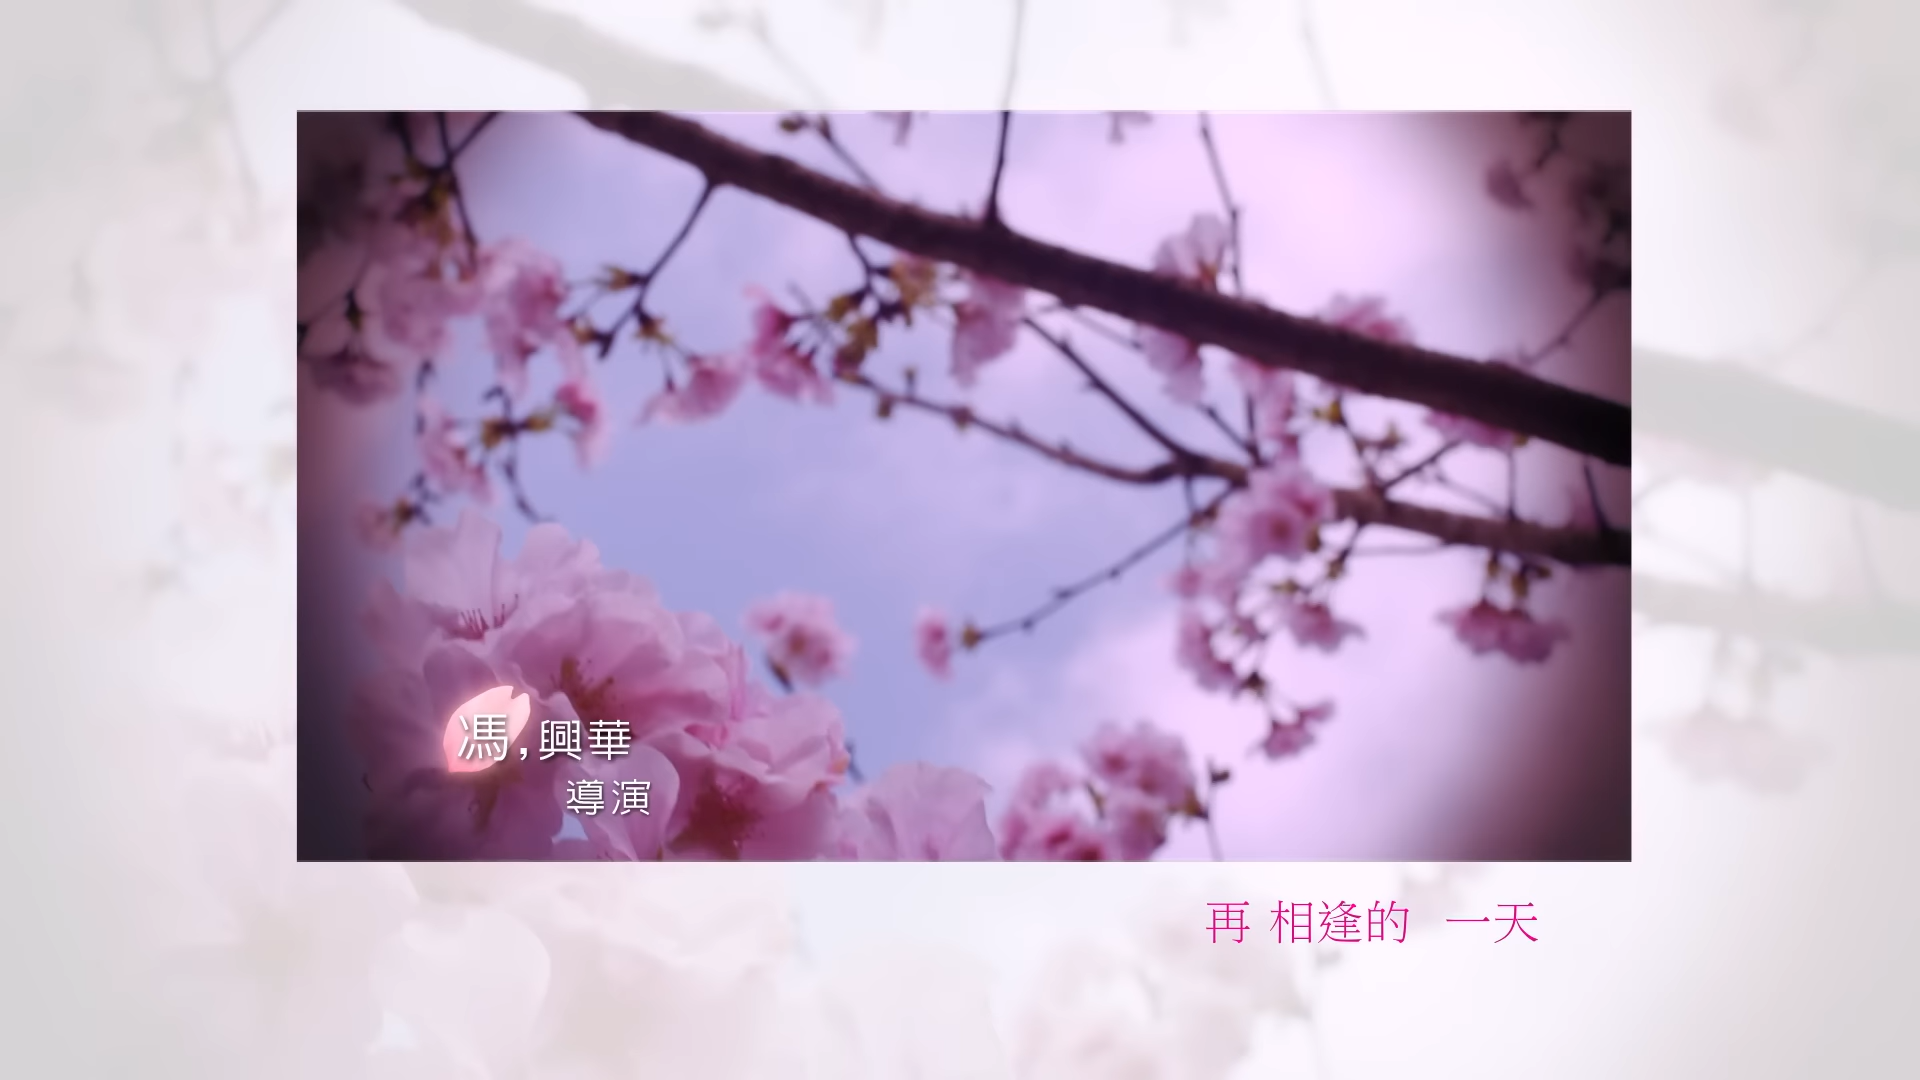 馮,興華
導演
再 相逢的 一天